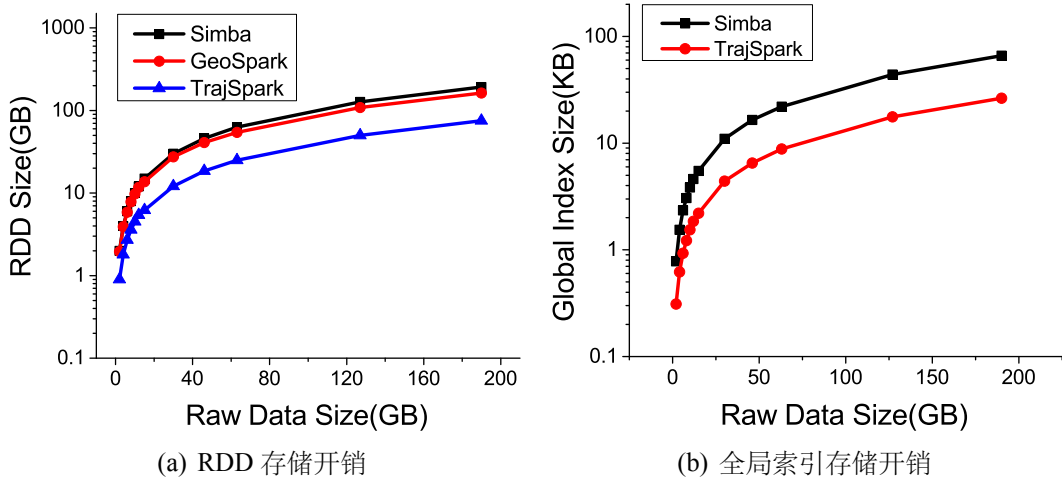 Simba
GeoSpark
TrajSpark
1000
100
10
1
0.1
RDD Size(GB)
0 40 80 120 160 200
Raw Data Size(GB)
(a) RDD 存储开销
Simba
TrajSpark
100
10
1
0.1
Global Index Size(KB)
0 50 100 150 200
Raw Data Size(GB)
(b) 全局索引存储开销